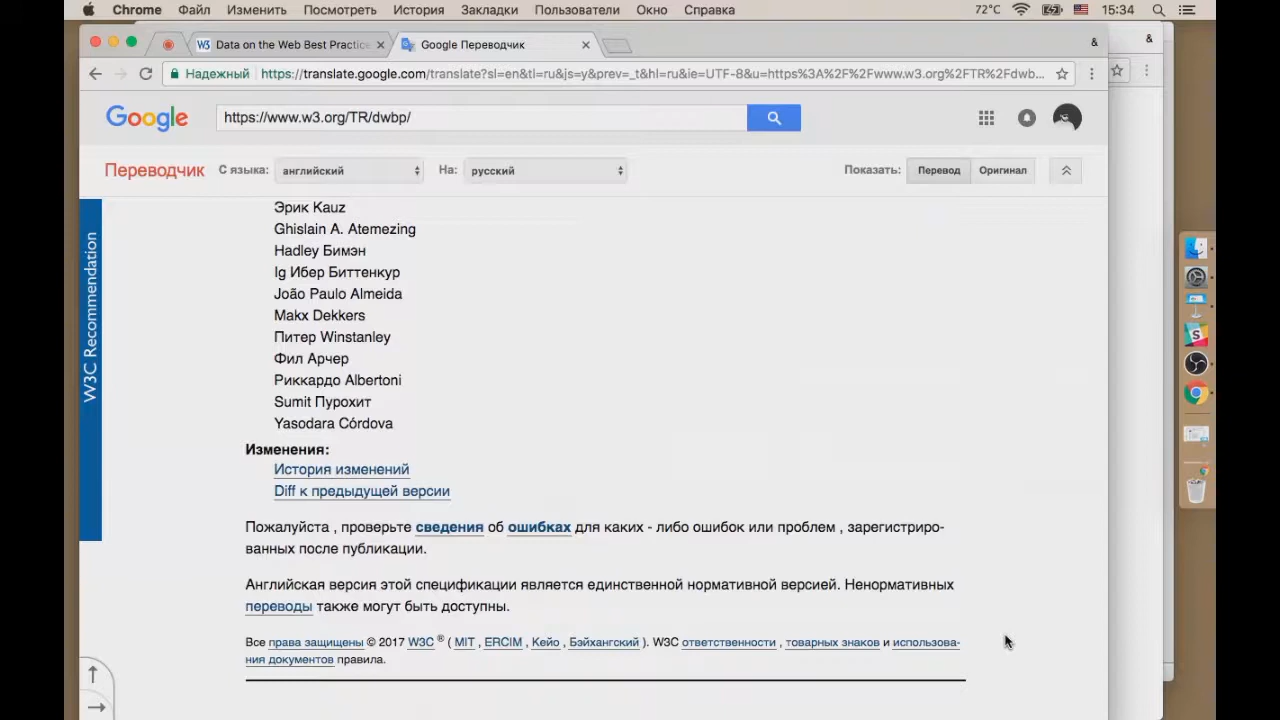 Chrome Файл Изменить Посмотреть История Закладки Пользователи Окно Справка 72°C 15:34
Data on the Web Best Practice
Google Переводчик
&
&
Надежный https://translate.google.com/translate?sl=en&tl=ru&js=y&prev=_t&hl=ru&ie=UTF-8&u=https%3A%2F%2Fwww.w3.org%2FTR%2Fdwb...
Google https://www.w3.org/TR/dwbp/
Переводчик С языка: английский На: русский Показать: Перевод Оригинал
W3C Recommendation
Эрик Kauz
Ghislain A. Atemezing
Hadley Бимэн
Ig Ибер Биттенкур
João Paulo Almeida
Makx Dekkers
Питер Winstanley
Фил Арчер
Риккардо Albertoni
Sumit Пурохит
Yasodara Córdova
Изменения:
История изменений
Diff к предыдущей версии
Пожалуйста , проверьте сведения об ошибках для каких - либо ошибок или проблем , зарегистриро-
ванных после публикации.
Английская версия этой спецификации является единственной нормативной версией. Ненормативных
переводы также могут быть доступны.
Все права защищены © 2017 W3C ® ( MIT , ERCIM , Кейо , Бэйхангский ). W3C ответственности , товарных знаков и использова-
ния документов правила.